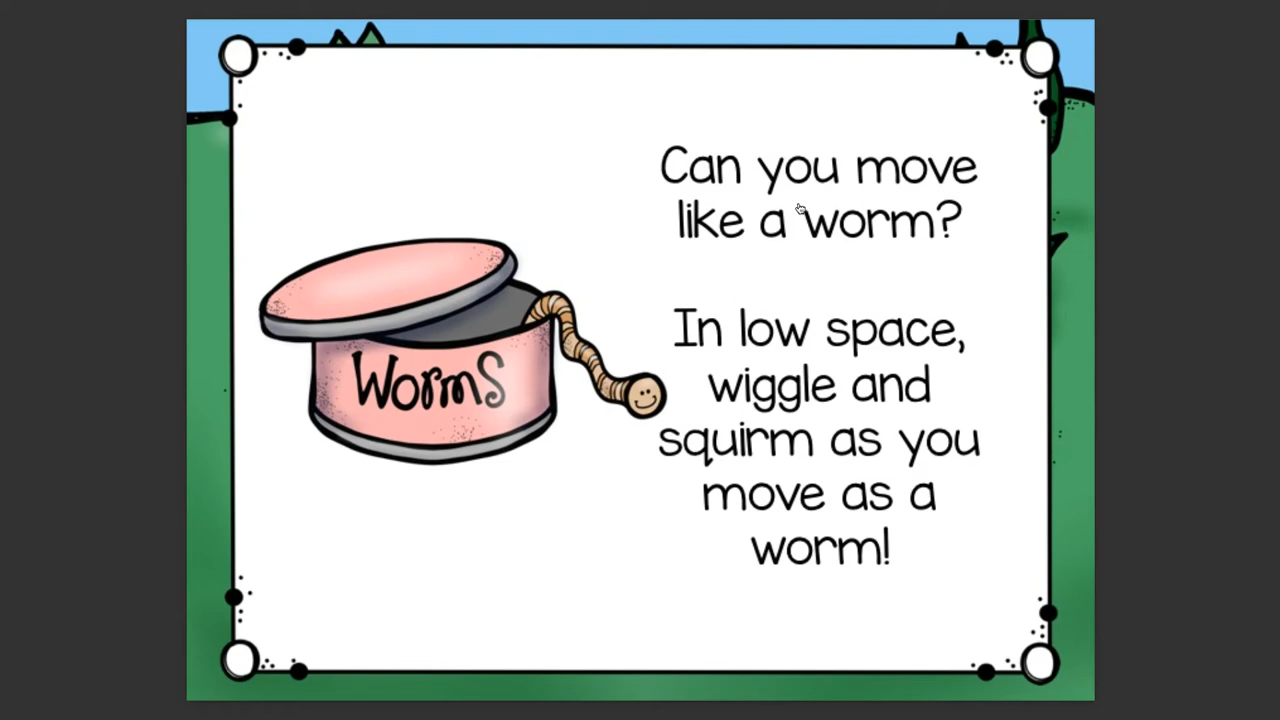 Can you move
like a worm?
In low space,
wiggle and
squirm as you
move as a
worm!
Worms